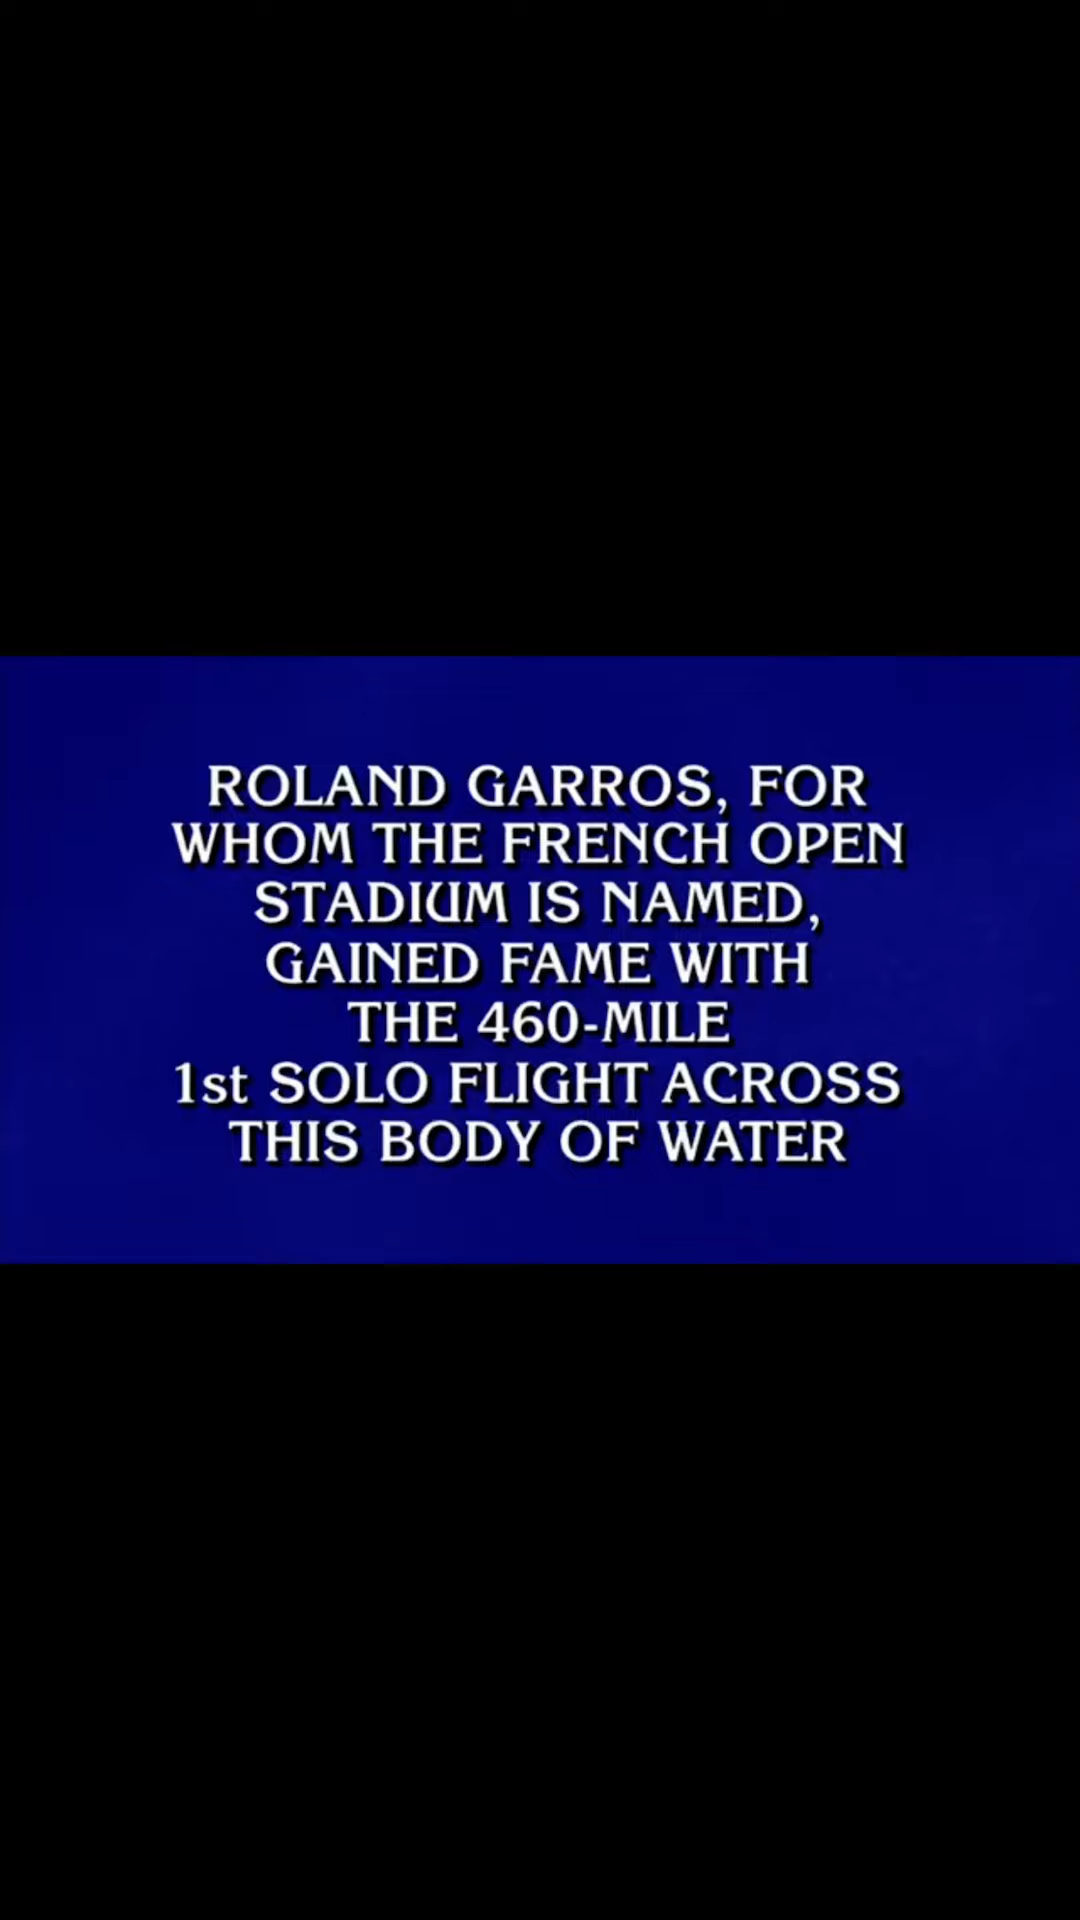 ROLAND GARROS, FOR
WHOM THE FRENCH OPEN
STADIUM IS NAMED,
GAINED FAME WITH
THE 460-MILE
1st SOLO FLIGHT ACROSS
THIS BODY OF WATER